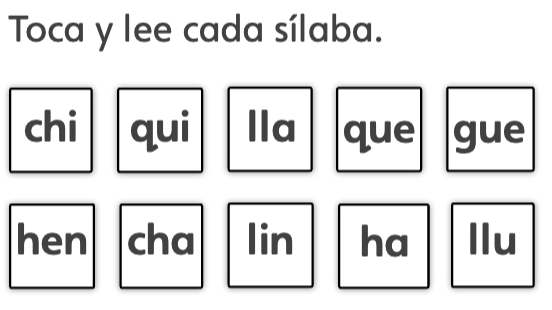 Toca y lee cada sílaba.
chi qui lla que gue
hen cha lin ha llu